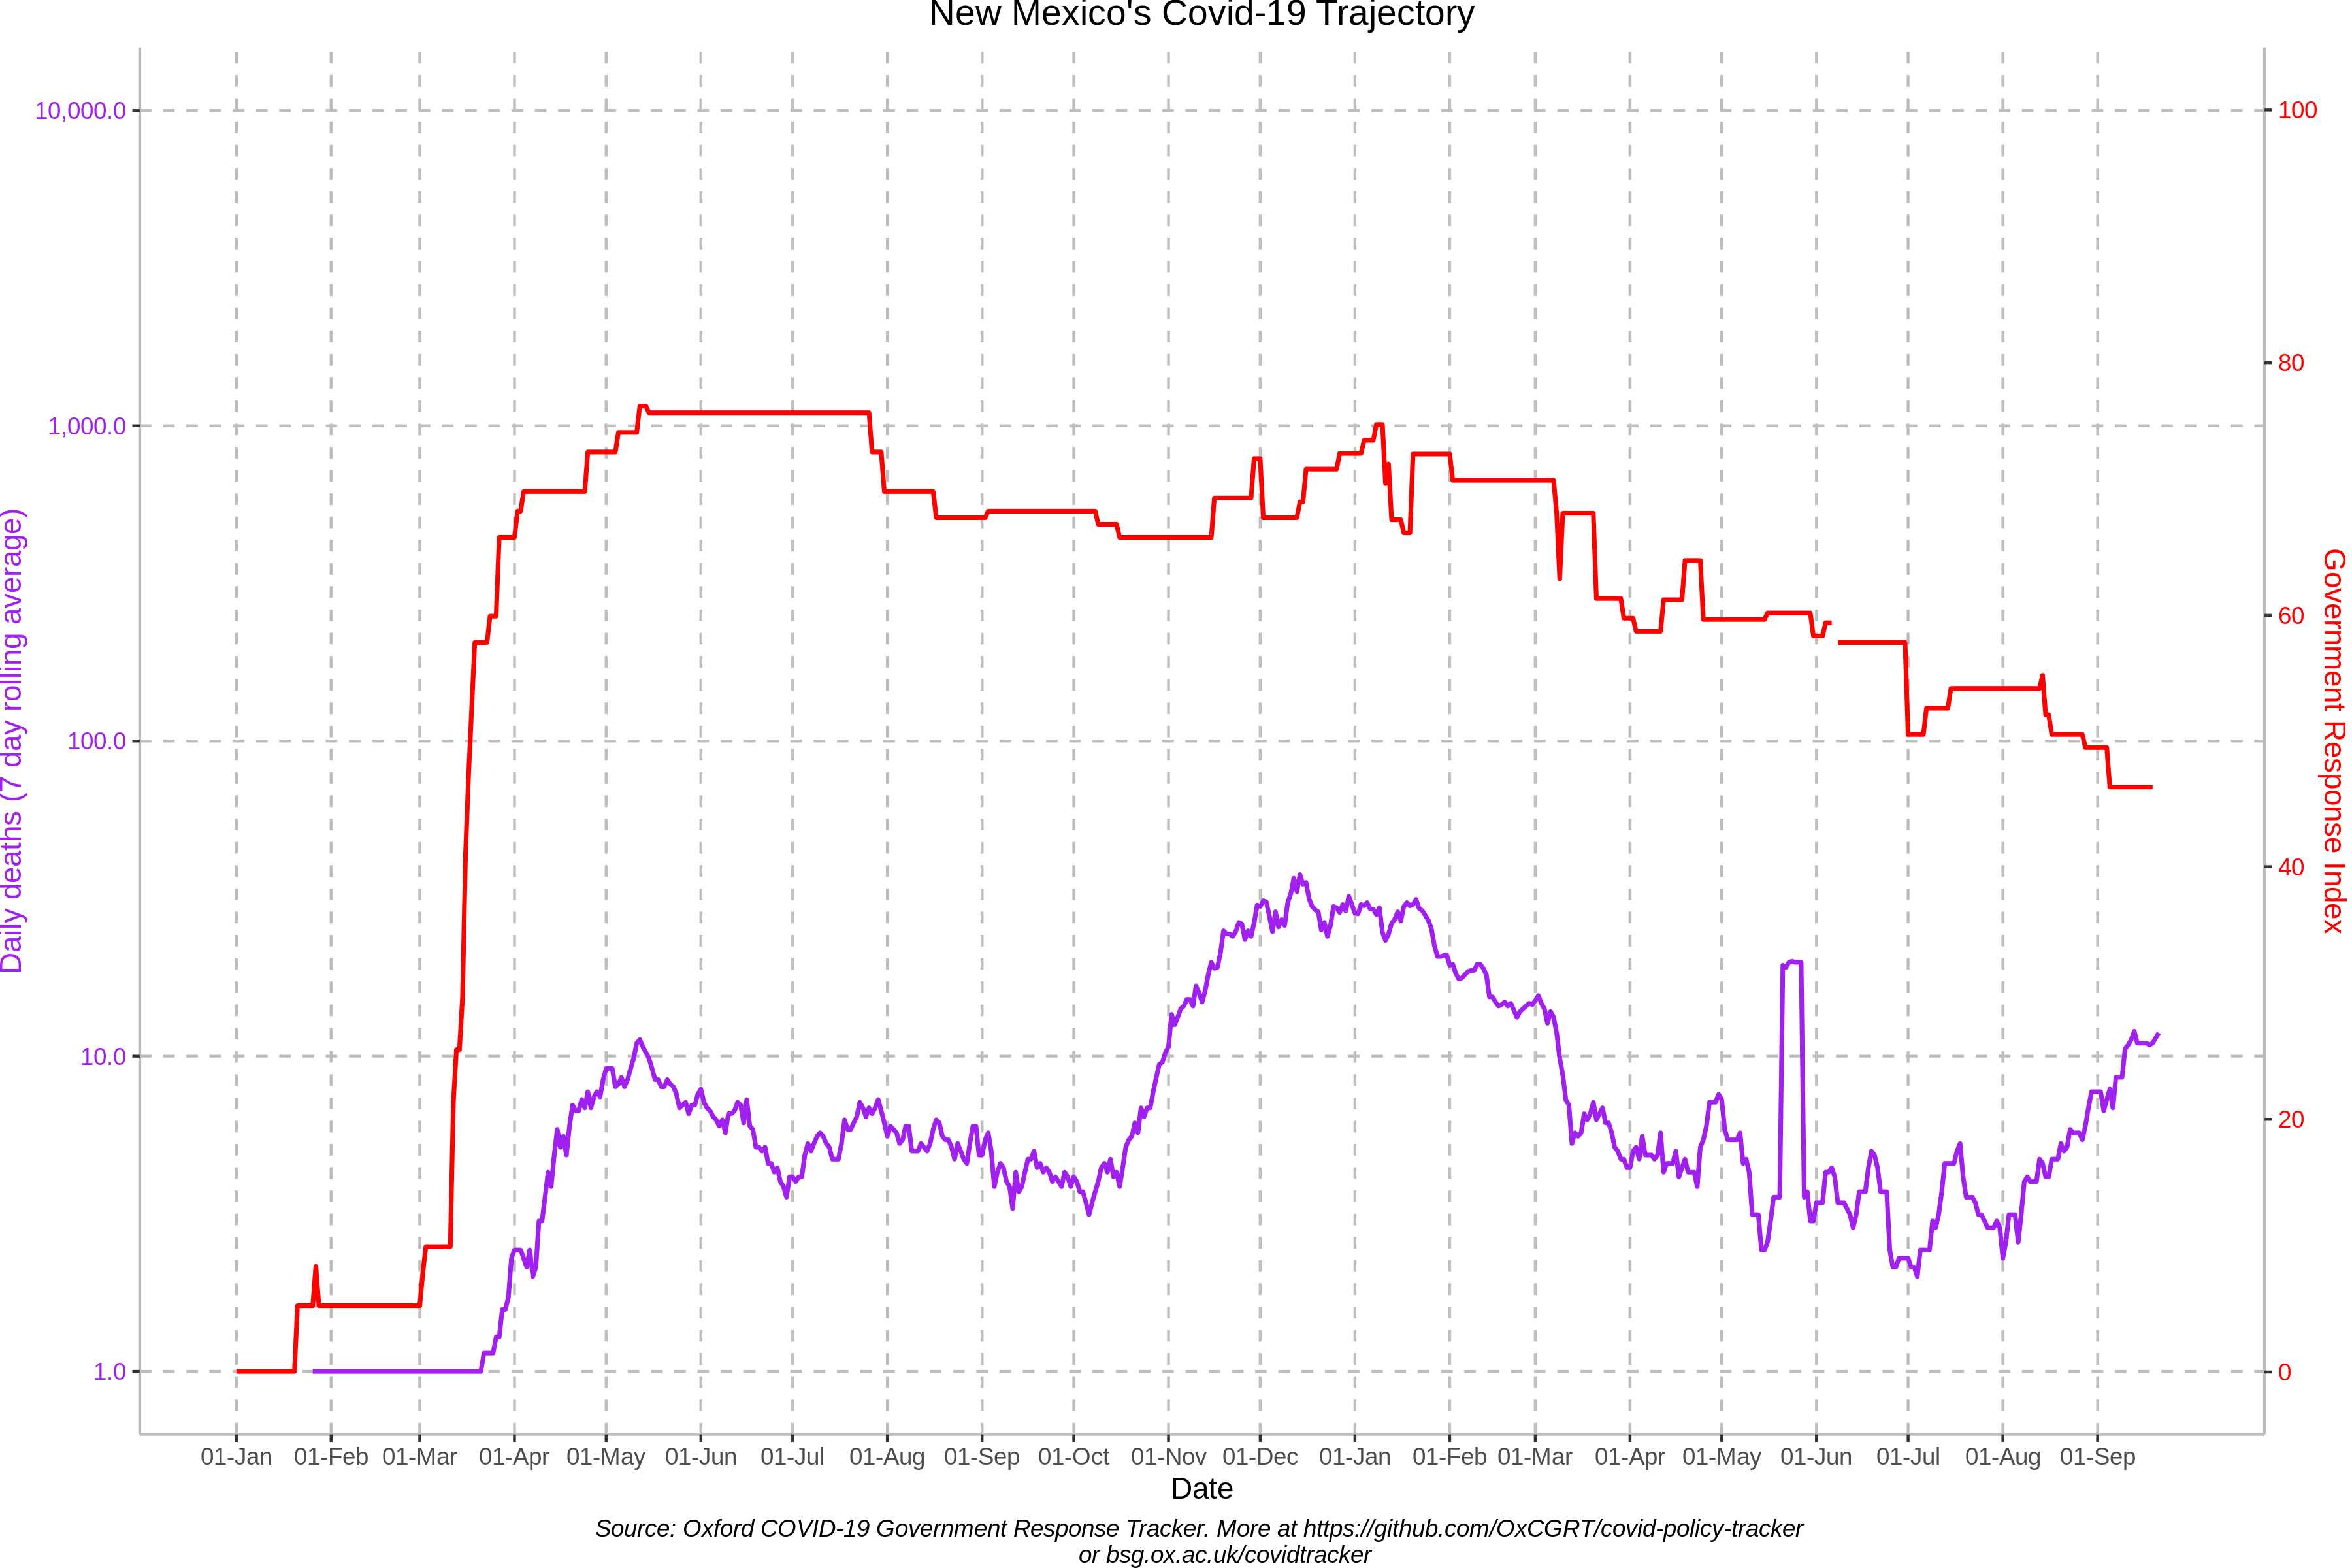 New Mexico's Covid-19 Trajectory
10,000.0
1,000.0
100.0
10.0
1.0
Daily deaths (7 day rolling average)
100
80
60
40
20
0
Government Response Index
01-Jan 01-Feb 01-Mar 01-Apr 01-May 01-Jun 01-Jul 01-Aug 01-Sep 01-Oct 01-Nov 01-Dec 01-Jan 01-Feb 01-Mar 01-Apr 01-May 01-Jun 01-Jul 01-Aug 01-Sep
Date
Source: Oxford COVID-19 Government Response Tracker. More at https://github.com/OxCGRT/covid-policy-tracker
or bsg.ox.ac.uk/covidtracker